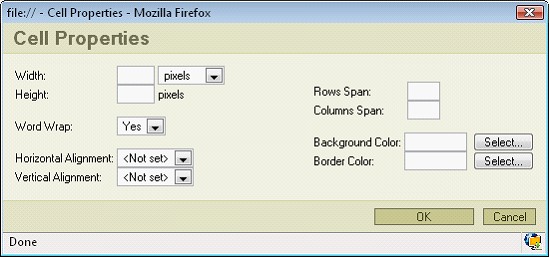 file:// - Cell Properties - Mozilla Firefox
Cell Properties
Width: pixels
Height: pixels
Word Wrap: Yes
Horizontal Alignment: <Not set>
Vertical Alignment: <Not set>
Rows Span:
Columns Span:
Background Color: Select...
Border Color: Select...
OK Cancel
Done